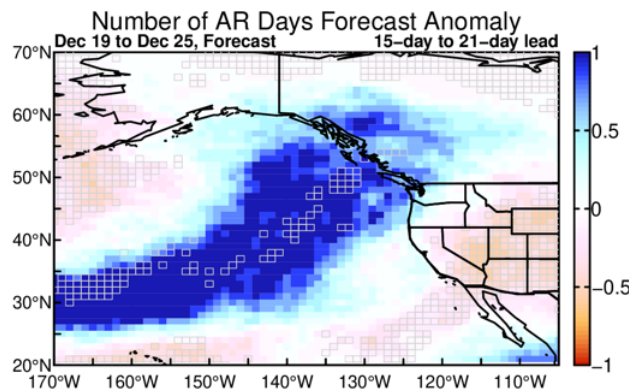 Number of AR Days Forecast Anomaly
Dec 19 to Dec 25, Forecast 15-day to 21-day lead
70°N
60°N
50°N
40°N
30°N
20°N
170°W 160°W 150°W 140°W 130°W 120°W 110°W
1
0.5
0
−0.5
−1